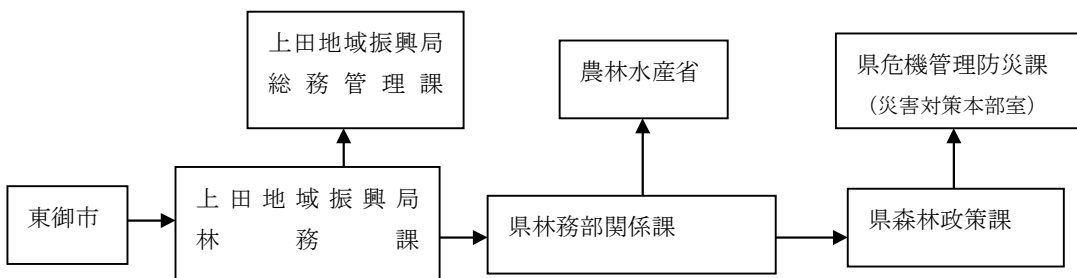 上田地域振興局
総務管理課
農林水産省
県危機管理防災課
（災害対策本部室）
東御市
上田地域振興局
林務課
県林務部関係課
県森林政策課